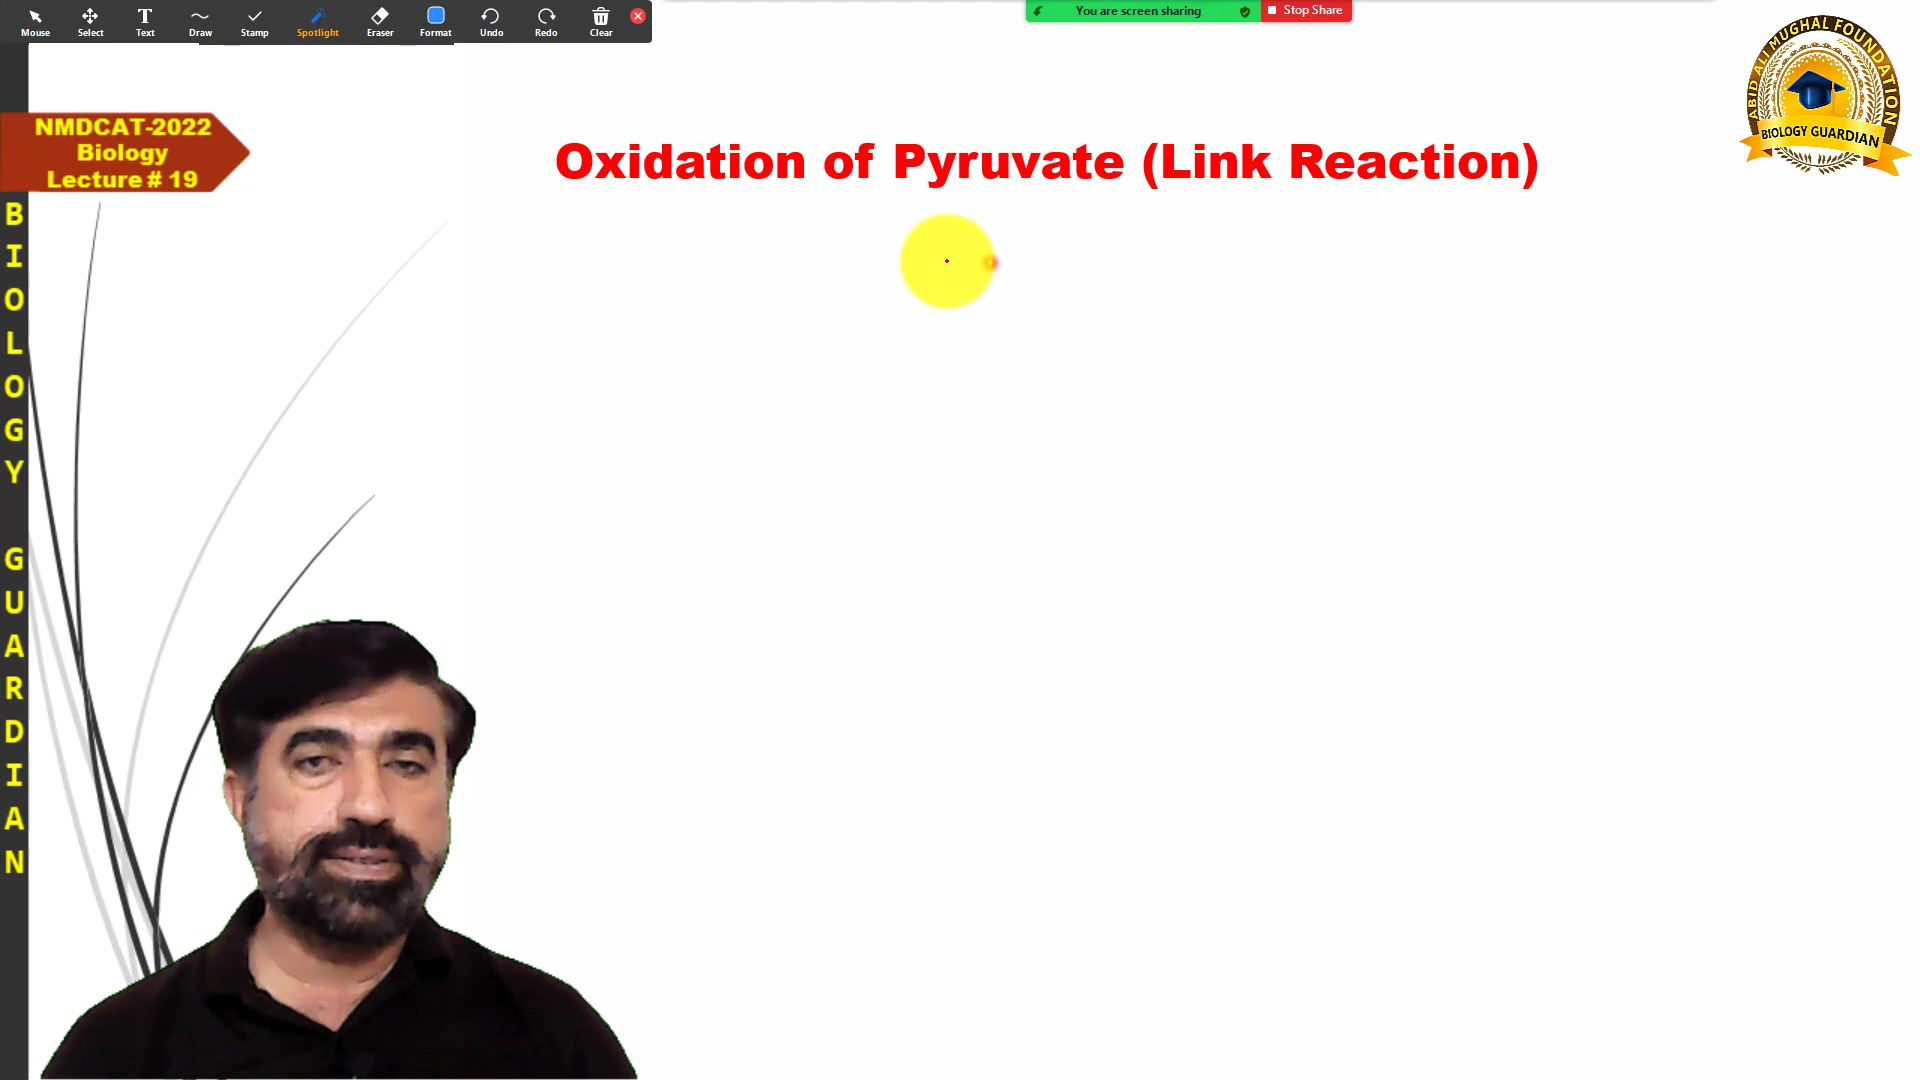 Mouse
Select
Text
Draw
Stamp
Spotlight
Eraser
Format
Undo
Redo
Clear
You are screen sharing
Stop Share
ABID ALI MUGHAL FOUNDATION
BIOLOGY GUARDIAN
NMDCAT-2022
Biology
Lecture # 19
Oxidation of Pyruvate (Link Reaction)
BIOLOGY GUARDIAN